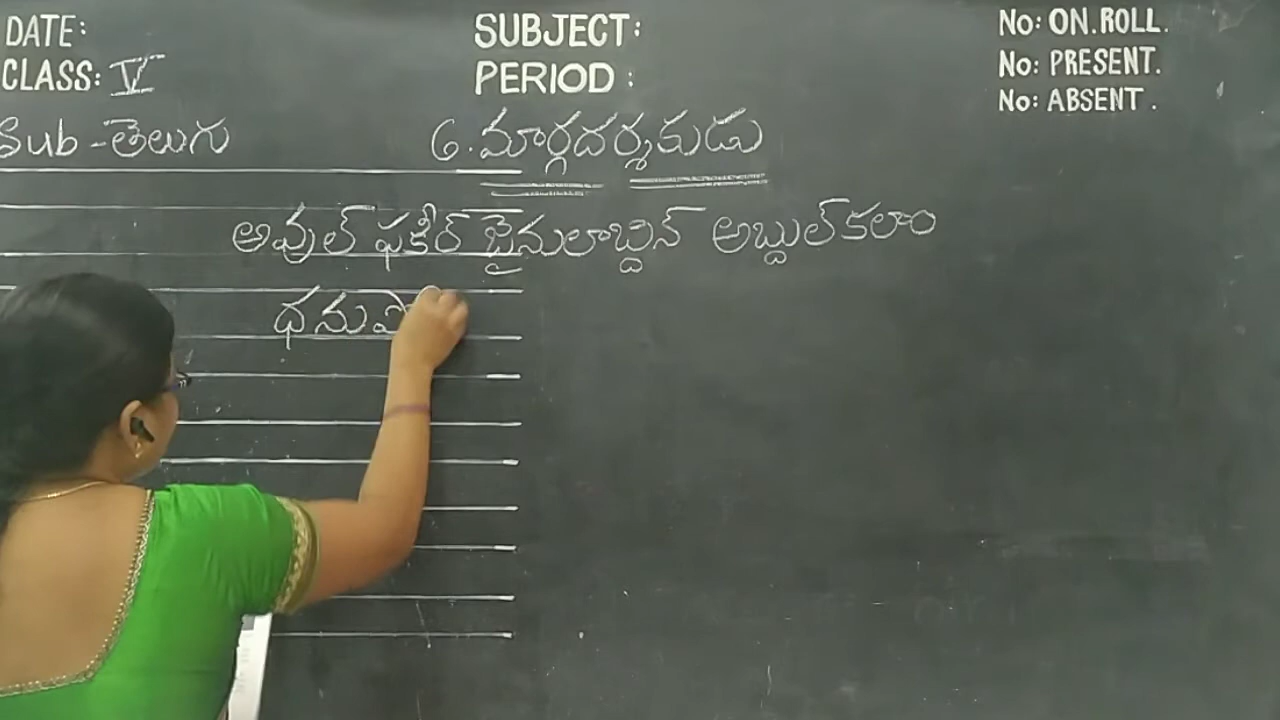 DATE:
SUBJECT:
No: ON.ROLL.
CLASS: V
PERIOD :
No: PRESENT.
No: ABSENT.
Sub - తెలుగు
6. మార్గదర్శకుడు
అవుల్ ఫకీర్ జైనులాబ్దిన్ అబ్దుల్ కలాం